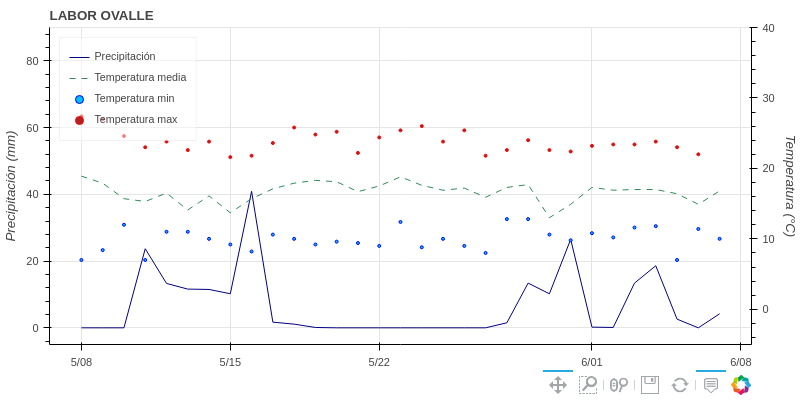 LABOR OVALLE
Precipitación
Temperatura media
Temperatura min
Temperatura max
Precipitación (mm)
80
60
40
20
0
Temperatura (°C)
40
30
20
10
0
5/08
5/15
5/22
6/01
6/08